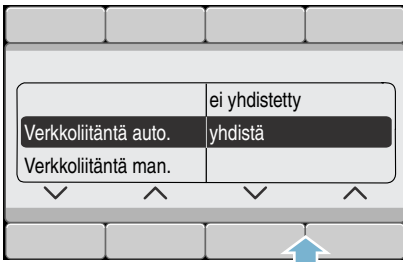 ei yhdistetty
Verkkoliitäntä auto. yhdistä
Verkkoliitäntä man.